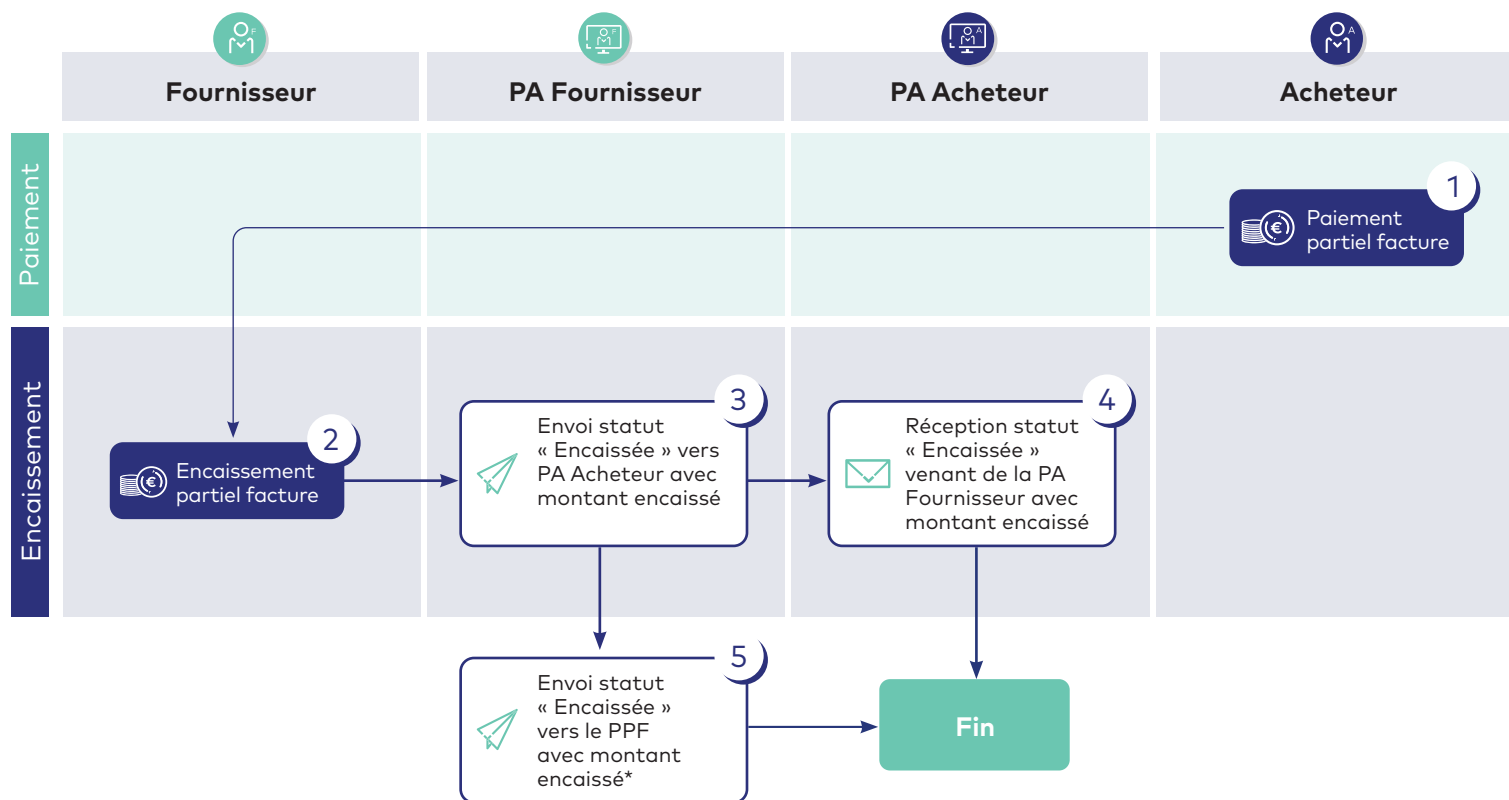 F
F
A
A
Fournisseur
PA Fournisseur
PA Acheteur
Acheteur
Paiement
1
€
Paiement
partiel facture
Encaissement
2
€
Encaissement
partiel facture
3
Envoi statut
« Encaissée » vers
PA Acheteur avec
montant encaissé
4
Réception statut
« Encaissée »
venant de la PA
Fournisseur avec
montant encaissé
5
Envoi statut
« Encaissée »
vers le PPF
avec montant
encaissé*
Fin